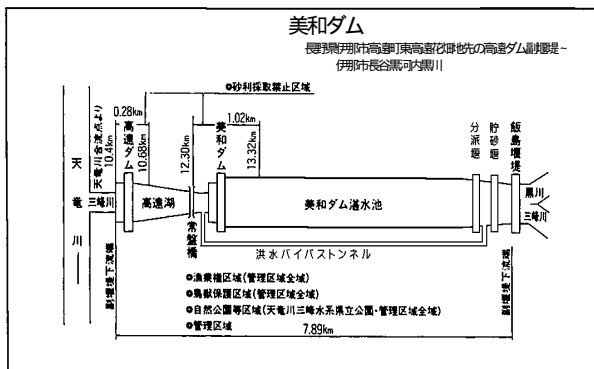 美和ダム
長野県伊那市高遠町東高遠花畑地先の高遠ダム副堰堤~
伊那市長谷黒河内黒川
砂利採取禁止区域
0.28km
1.02km
天竜川合流点より
10.4km
高遠ダム
10.68km
12.30km
美和ダム
13.32km
分派堰
貯砂堰
飯島堰堤
天竜川
三峰川
高遠湖
常盤橋
美和ダム湛水池
黒川
三峰川
洪水バイパストンネル
副堰堤下流端
堰堤下流端
漁業権区域(管理区域全域)
鳥獣保護区域(管理区域全域)
自然公園等区域(天竜川三峰水系県立公園・管理区域全域)
管理区域
7.89km